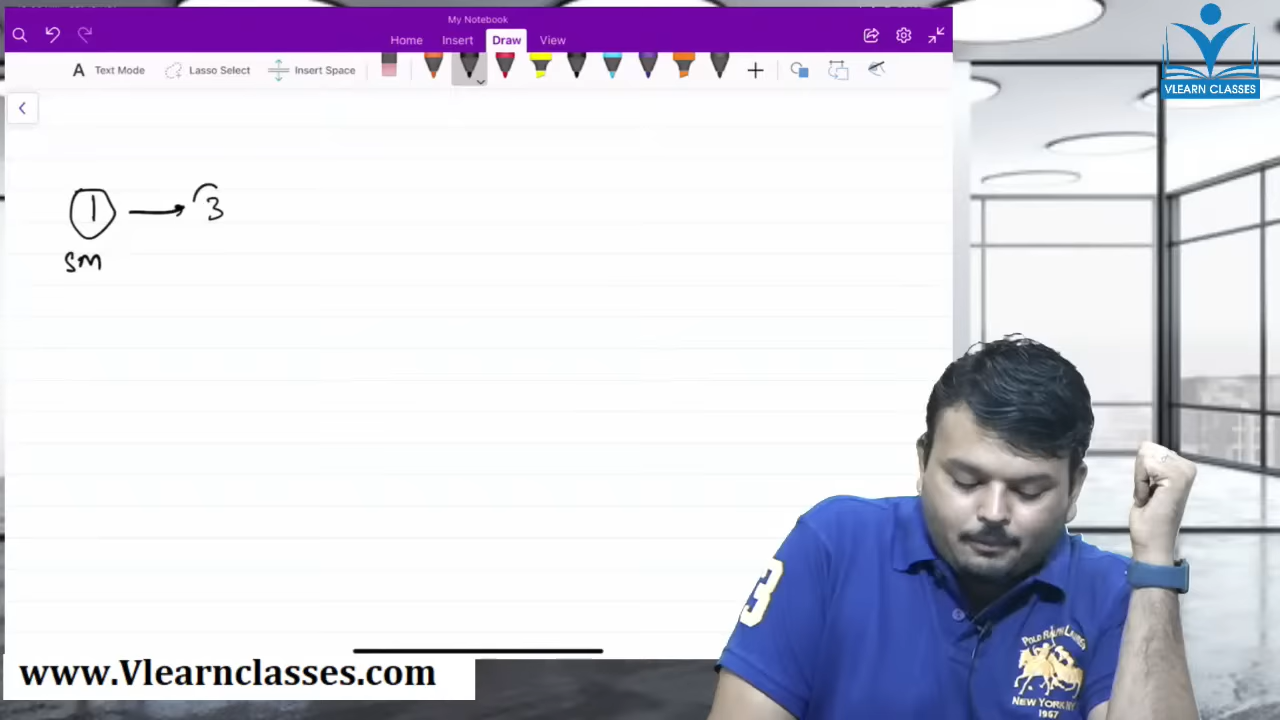 My Notebook
Home Insert Draw View
A Text Mode Lasso Select Insert Space
1 → 3
SM
VLEARN CLASSES
3
POLO RALPH LAUREN
NEW YORK NY
1967
www.Vlearnclasses.com